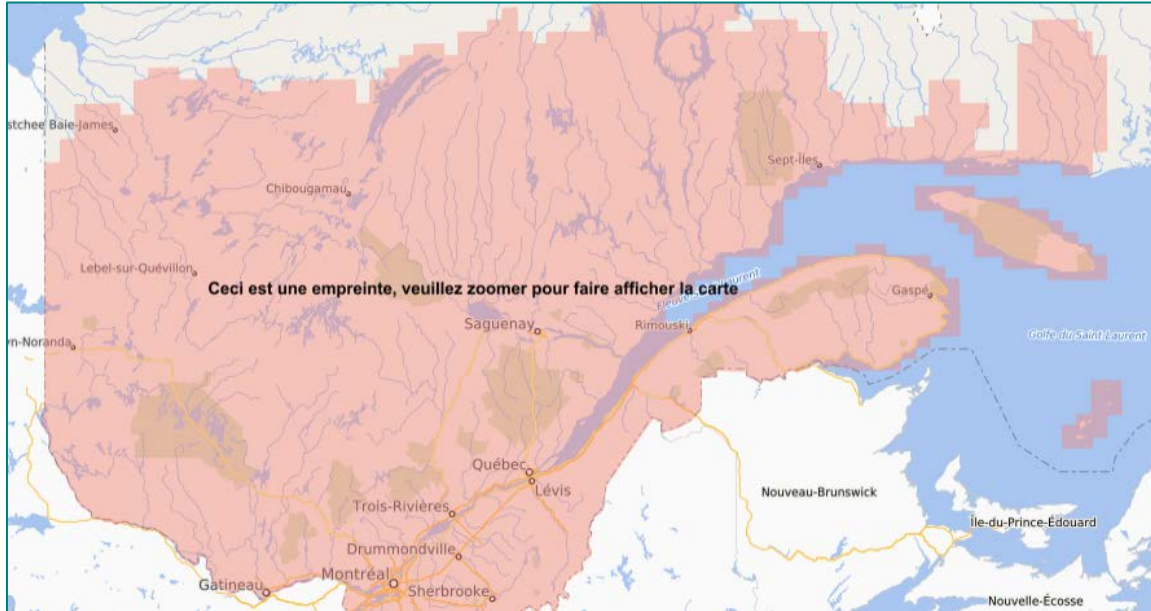 stchee Baie-James
Sept-Îles
Chibougamau
Lebel-sur-Quévillon
Ceci est une empreinte, veuillez zoomer pour faire afficher la carte
Gaspé
Saguenay
Rimouski
yn-Noranda
Golfe du Saint-Laurent
Québec
Lévis
Nouveau-Brunswick
Trois-Rivières
Île-du-Prince-Édouard
Drummondville
Montréal
Gatineau
Sherbrooke
Nouvelle-Écosse